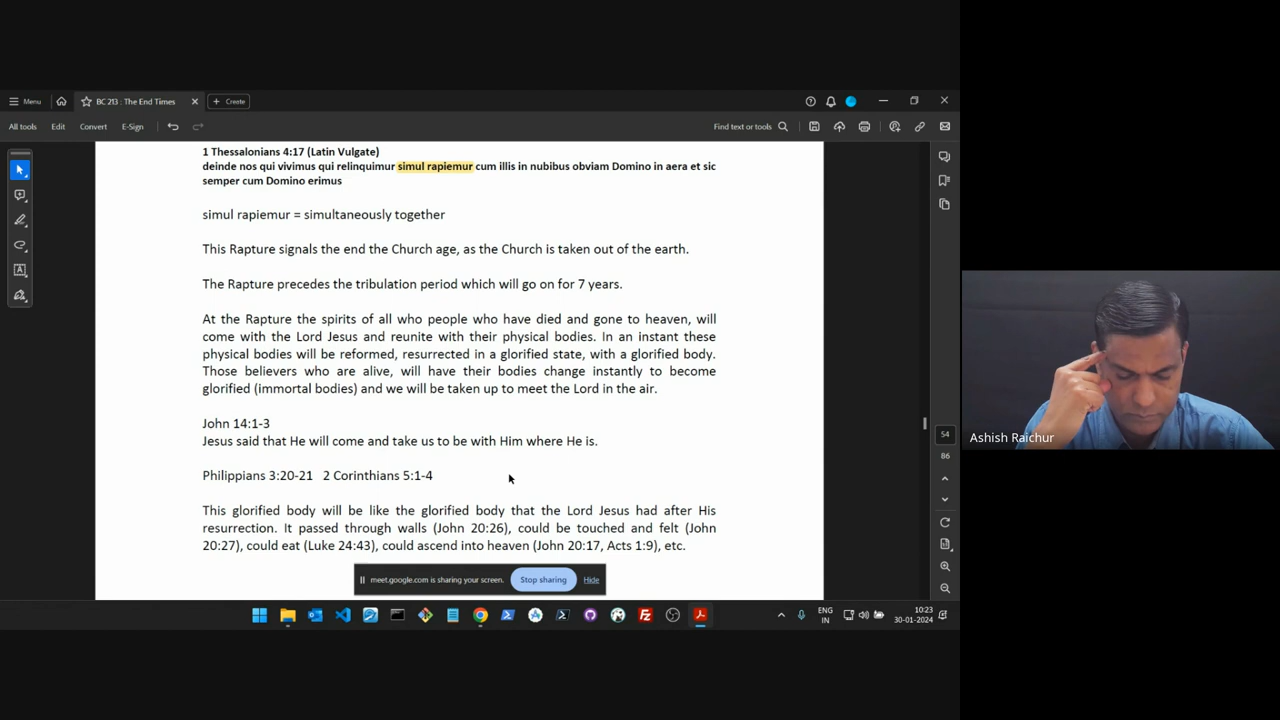 Menu
BC 213 : The End Times
Create
All tools
Edit
Convert
E-Sign
Find text or tools
1 Thessalonians 4:17 (Latin Vulgate)
deinde nos qui vivimus qui relinquimur simul rapiemur cum illis in nubibus obviam Domino in aera et sic
semper cum Domino erimus
simul rapiemur = simultaneously together
This Rapture signals the end the Church age, as the Church is taken out of the earth.
The Rapture precedes the tribulation period which will go on for 7 years.
At the Rapture the spirits of all who people who have died and gone to heaven, will
come with the Lord Jesus and reunite with their physical bodies. In an instant these
physical bodies will be reformed, resurrected in a glorified state, with a glorified body.
Those believers who are alive, will have their bodies change instantly to become
glorified (immortal bodies) and we will be taken up to meet the Lord in the air.
John 14:1-3
Jesus said that He will come and take us to be with Him where He is.
Philippians 3:20-21 2 Corinthians 5:1-4
This glorified body will be like the glorified body that the Lord Jesus had after His
resurrection. It passed through walls (John 20:26), could be touched and felt (John
20:27), could eat (Luke 24:43), could ascend into heaven (John 20:17, Acts 1:9), etc.
54
86
meet.google.com is sharing your screen.
Stop sharing
Hide
ENG
IN
10:23
30-01-2024
Ashish Raichur